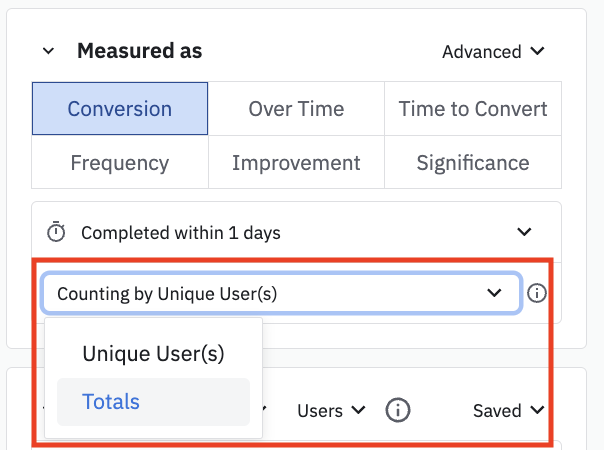 Measured as
Advanced
Conversion
Over Time
Time to Convert
Frequency
Improvement
Significance
Completed within 1 days
Counting by Unique User(s)
Unique User(s)
Totals
Users
Saved